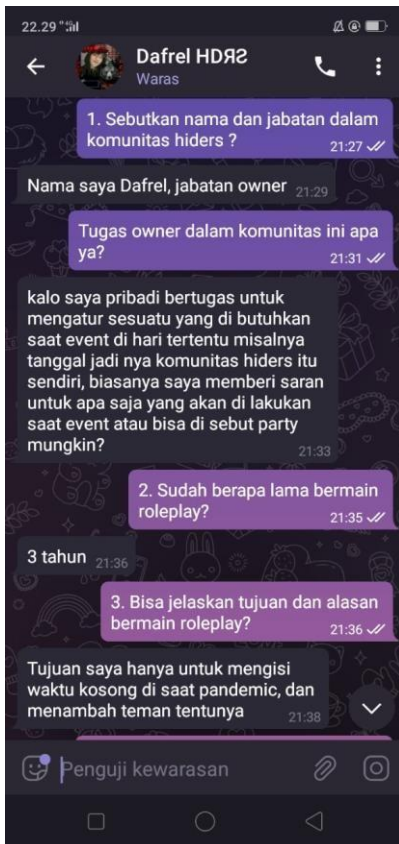 22.29
Dafrel HDЯƧ
Waras
1. Sebutkan nama dan jabatan dalam
komunitas hiders ?
21:27
Nama saya Dafrel, jabatan owner 21:29
Tugas owner dalam komunitas ini apa
ya?
21:31
kalo saya pribadi bertugas untuk
mengatur sesuatu yang di butuhkan
saat event di hari tertentu misalnya
tanggal jadi nya komunitas hiders itu
sendiri, biasanya saya memberi saran
untuk apa saja yang akan di lakukan
saat event atau bisa di sebut party
mungkin?
21:33
2. Sudah berapa lama bermain
roleplay?
21:35
3 tahun 21:36
3. Bisa jelaskan tujuan dan alasan
bermain roleplay?
21:36
Tujuan saya hanya untuk mengisi
waktu kosong di saat pandemic, dan
menambah teman tentunya
21:38
Penguji kewarasan